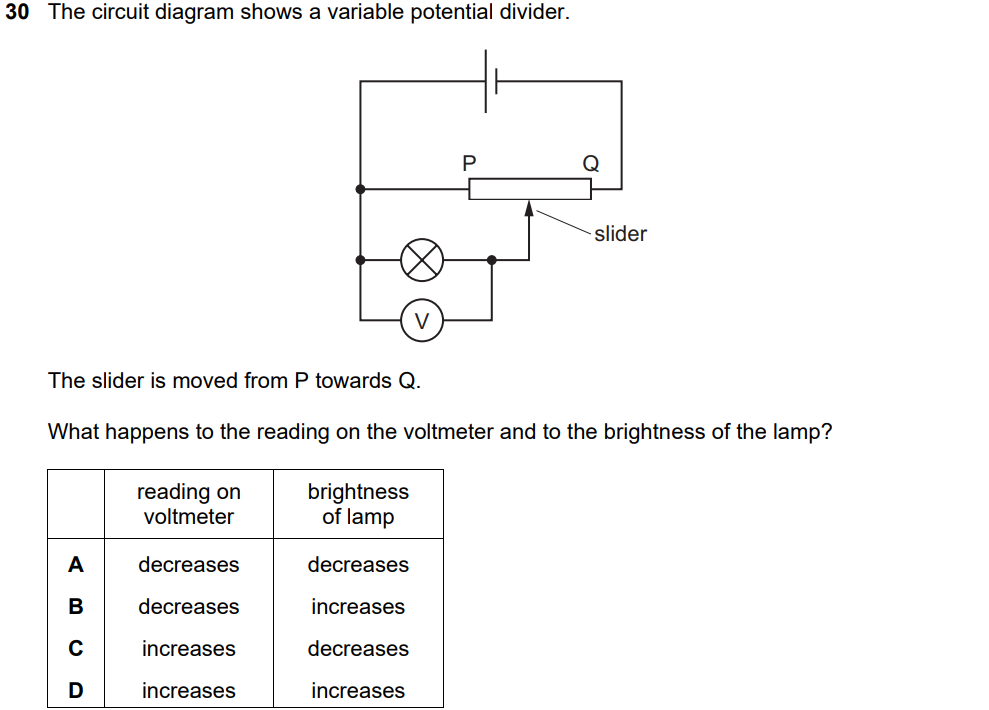 30 The circuit diagram shows a variable potential divider.
P Q
slider
V
The slider is moved from P towards Q.
What happens to the reading on the voltmeter and to the brightness of the lamp?
reading on voltmeter brightness of lamp
A decreases decreases
B decreases increases
C increases decreases
D increases increases